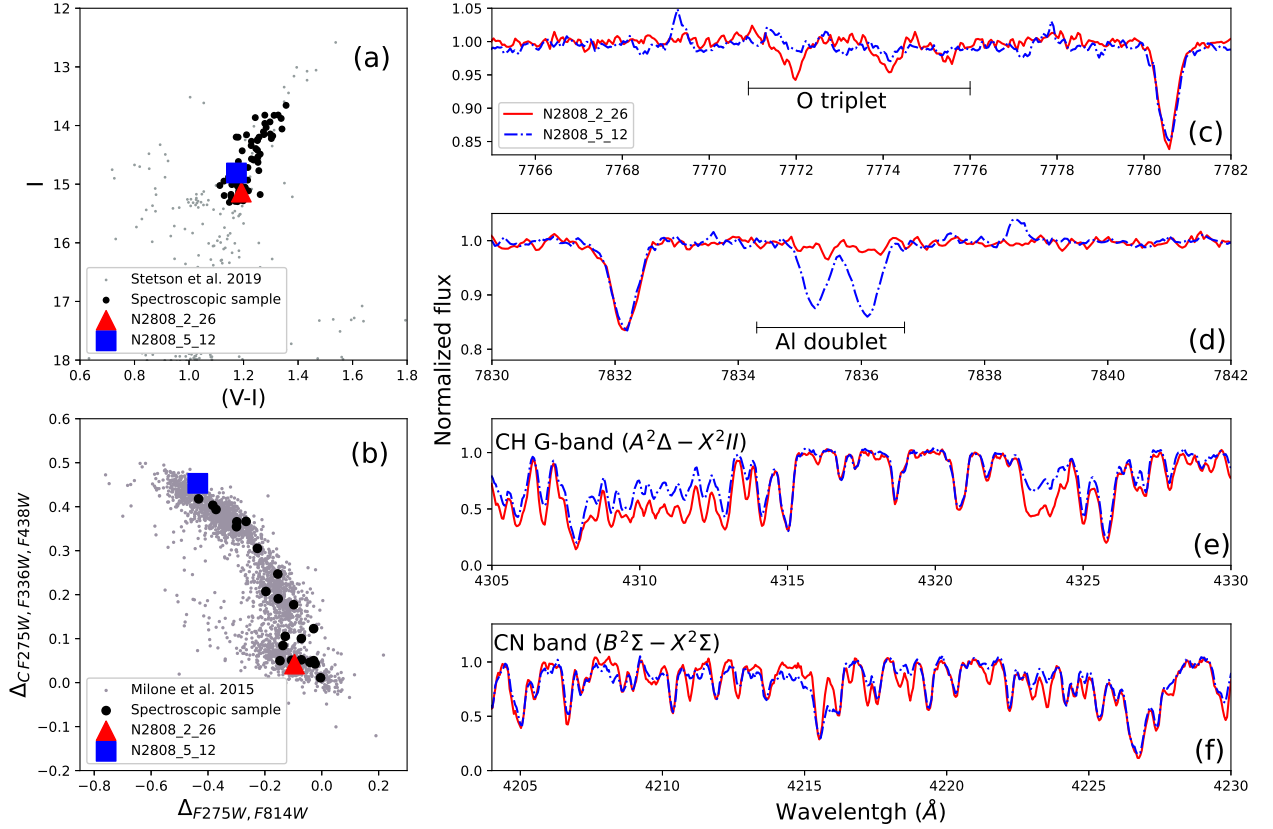 12
13
14
15
16
17
18
I
(a)
Stetson et al. 2019
Spectroscopic sample
N2808_2_26
N2808_5_12
0.6 0.8 1.0 1.2 1.4 1.6 1.8
(V-I)
0.6
0.5
0.4
0.3
0.2
0.1
0.0
−0.1
−0.2
Δ_{C F275W, F336W, F438W}
(b)
Milone et al. 2015
Spectroscopic sample
N2808_2_26
N2808_5_12
−0.8 −0.6 −0.4 −0.2 0.0 0.2
Δ_{F275W, F814W}
Normalized flux
1.05
1.00
0.95
0.90
0.85
O triplet
N2808_2_26
N2808_5_12
(c)
7766 7768 7770 7772 7774 7776 7778 7780 7782
1.0
0.9
0.8
Al doublet
(d)
7830 7832 7834 7836 7838 7840 7842
CH G-band (A²Δ − X²II)
1.0
0.5
0.0
(e)
4305 4310 4315 4320 4325 4330
CN band (B²Σ − X²Σ)
1.0
0.5
0.0
(f)
4205 4210 4215 4220 4225 4230
Wavelentgh (Å)